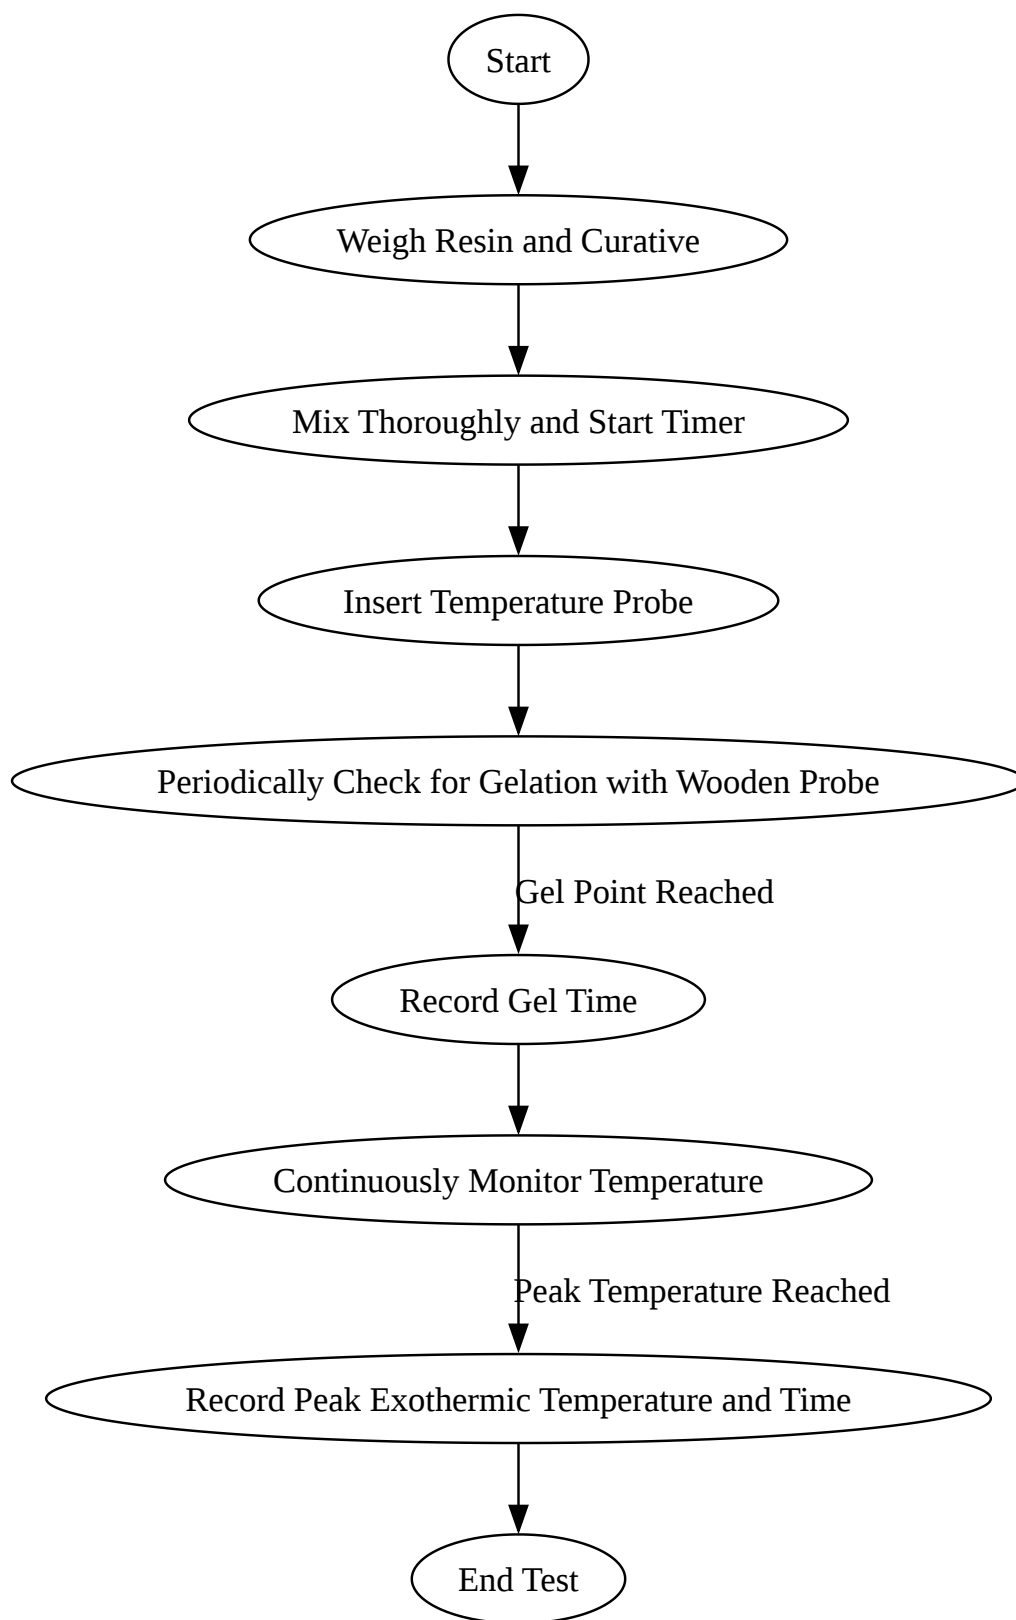 Start
Weigh Resin and Curative
Mix Thoroughly and Start Timer
Insert Temperature Probe
Periodically Check for Gelation with Wooden Probe
Gel Point Reached
Record Gel Time
Continuously Monitor Temperature
Peak Temperature Reached
Record Peak Exothermic Temperature and Time
End Test